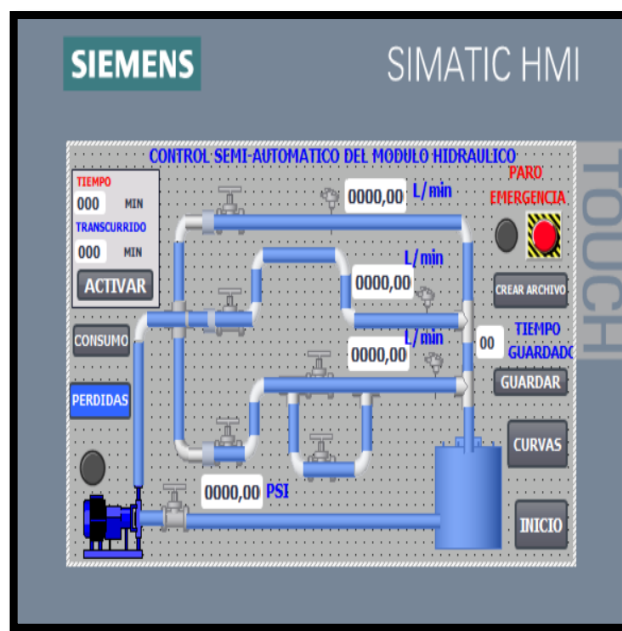 SIEMENS
SIMATIC HMI
TOUCH
CONTROL SEMI-AUTOMATICO DEL MODULO HIDRAULICO
TIEMPO
000 MIN
TRANSCURRIDO
000 MIN
ACTIVAR
0000,00 L/min
PARO
EMERGENCIA
L/min
0000,00
CREAR ARCHIVO
CONSUMO
L/min
0000,00
00 TIEMPO
GUARDADO
GUARDAR
PERDIDAS
CURVAS
0000,00 PSI
INICIO